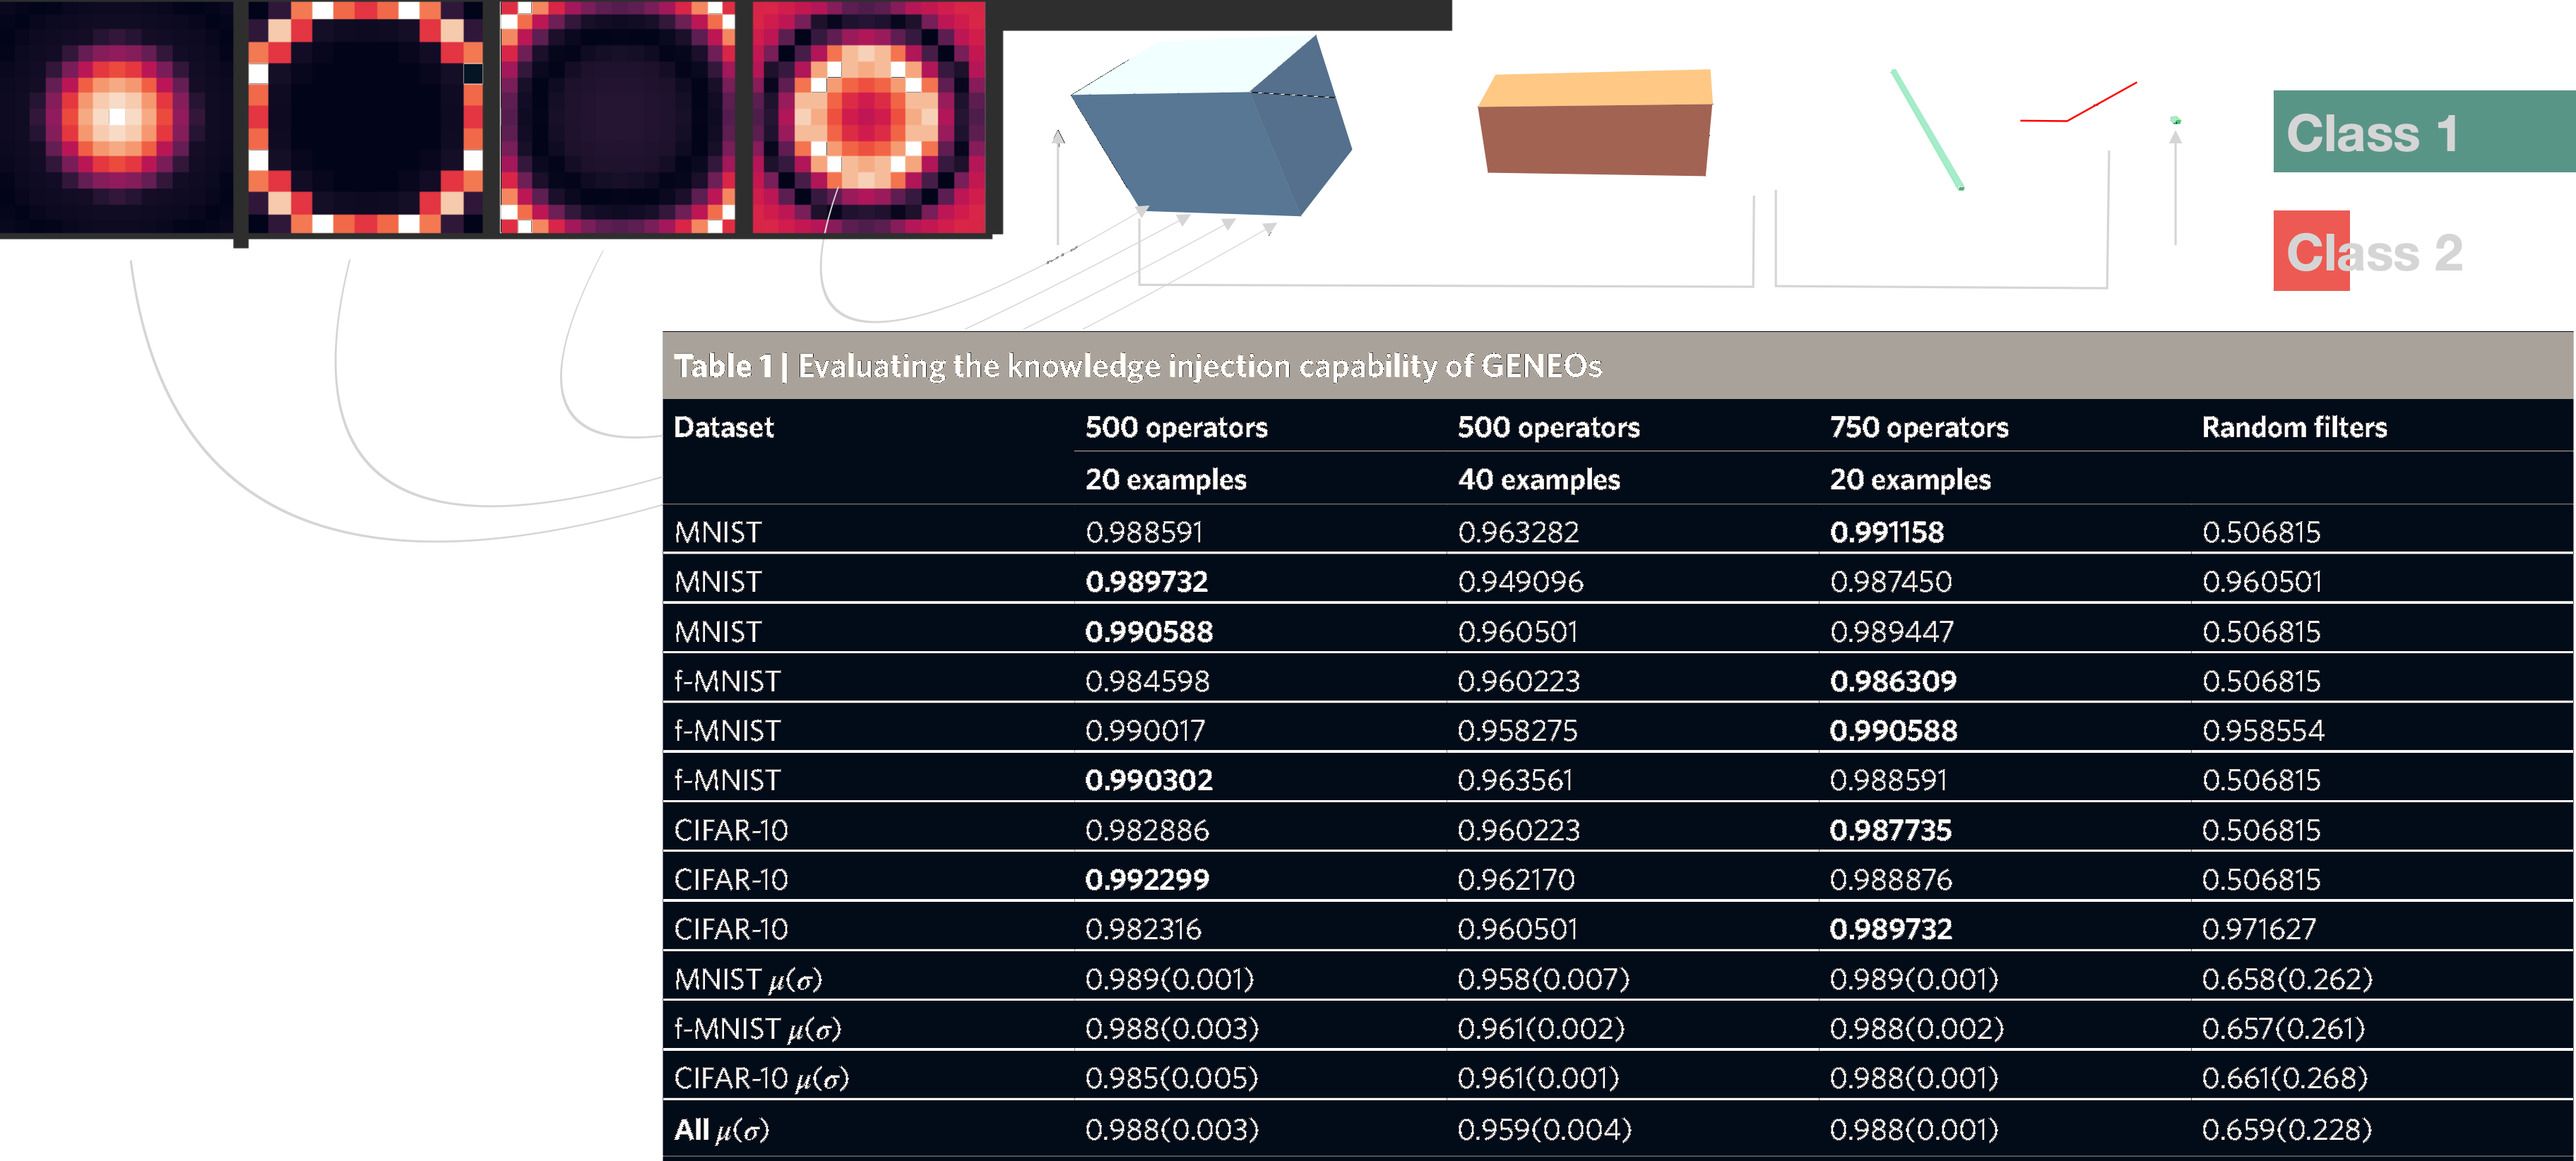 Class 1
Class 2
Table 1 | Evaluating the knowledge injection capability of GENEOs
Dataset 500 operators 500 operators 750 operators Random filters
20 examples 40 examples 20 examples
MNIST 0.988591 0.963282 0.991158 0.506815
MNIST 0.989732 0.949096 0.987450 0.960501
MNIST 0.990588 0.960501 0.989447 0.506815
f-MNIST 0.984598 0.960223 0.986309 0.506815
f-MNIST 0.990017 0.958275 0.990588 0.958554
f-MNIST 0.990302 0.963561 0.988591 0.506815
CIFAR-10 0.982886 0.960223 0.987735 0.506815
CIFAR-10 0.992299 0.962170 0.988876 0.506815
CIFAR-10 0.982316 0.960501 0.989732 0.971627
MNIST μ(σ) 0.989(0.001) 0.958(0.007) 0.989(0.001) 0.658(0.262)
f-MNIST μ(σ) 0.988(0.003) 0.961(0.002) 0.988(0.002) 0.657(0.261)
CIFAR-10 μ(σ) 0.985(0.005) 0.961(0.001) 0.988(0.001) 0.661(0.268)
All μ(σ) 0.988(0.003) 0.959(0.004) 0.988(0.001) 0.659(0.228)